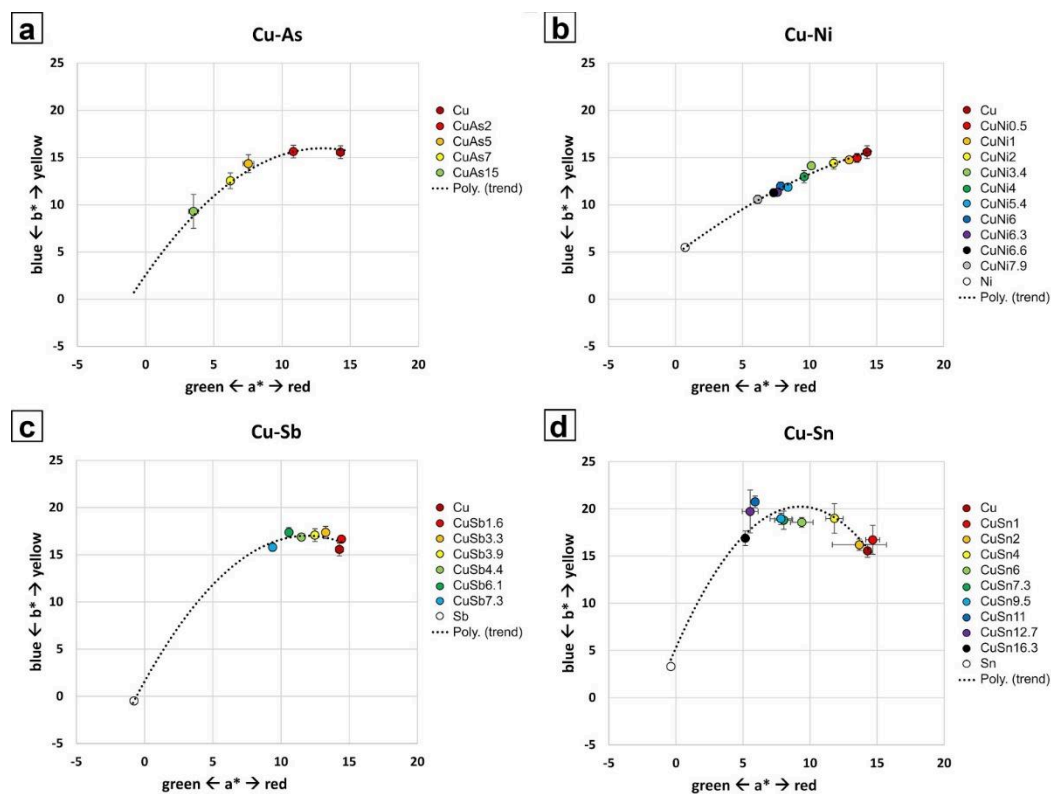 a
Cu-As
25
20
15
10
5
0
-5
-5
0
5
10
15
20
blue ← b* → yellow
green ← a* → red
Cu
CuAs2
CuAs5
CuAs7
CuAs15
Poly. (trend)
b
Cu-Ni
25
20
15
10
5
0
-5
-5
0
5
10
15
20
blue ← b* → yellow
green ← a* → red
Cu
CuNi0.5
CuNi1
CuNi2
CuNi3.4
CuNi4
CuNi5.4
CuNi6
CuNi6.3
CuNi6.6
CuNi7.9
Ni
Poly. (trend)
c
Cu-Sb
25
20
15
10
5
0
-5
-5
0
5
10
15
20
blue ← b* → yellow
green ← a* → red
Cu
CuSb1.6
CuSb3.3
CuSb3.9
CuSb4.4
CuSb6.1
CuSb7.3
Sb
Poly. (trend)
d
Cu-Sn
25
20
15
10
5
0
-5
-5
0
5
10
15
20
blue ← b* → yellow
green ← a* → red
Cu
CuSn1
CuSn2
CuSn4
CuSn6
CuSn7.3
CuSn9.5
CuSn11
CuSn12.7
CuSn16.3
Sn
Poly. (trend)